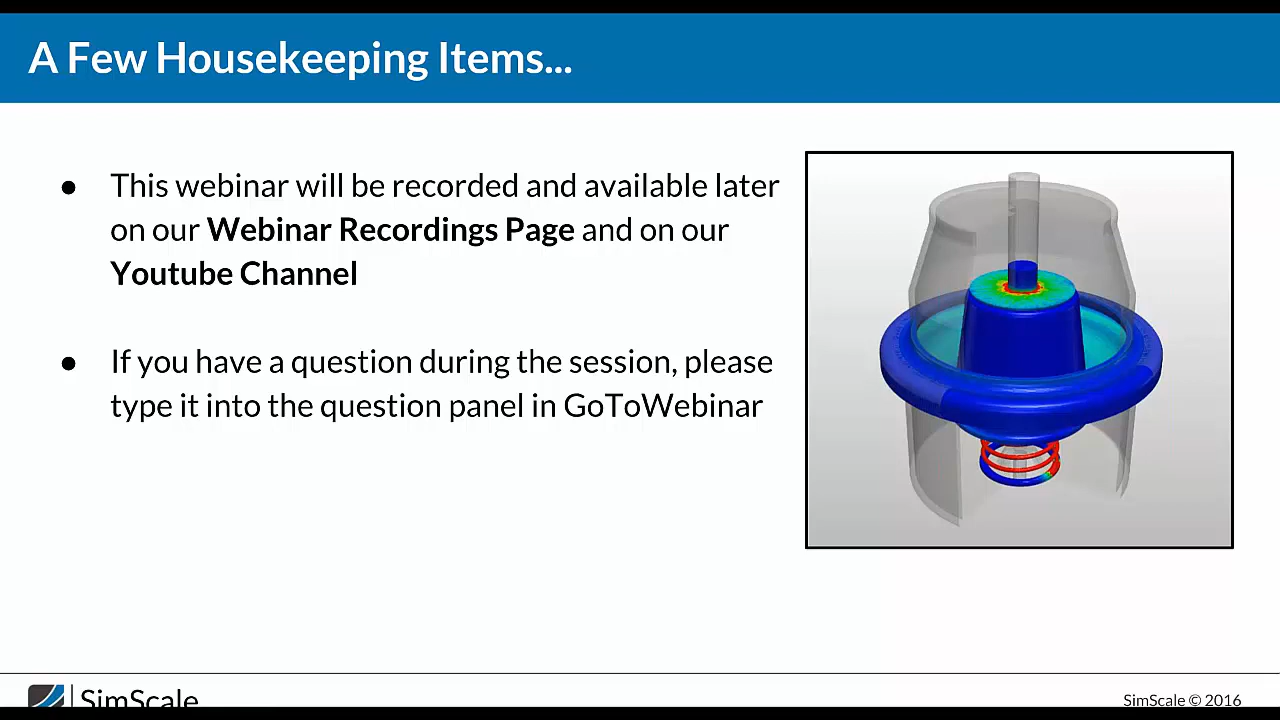 A Few Housekeeping Items...
● This webinar will be recorded and available later
on our Webinar Recordings Page and on our
Youtube Channel
● If you have a question during the session, please
type it into the question panel in GoToWebinar
SimScale
SimScale © 2016